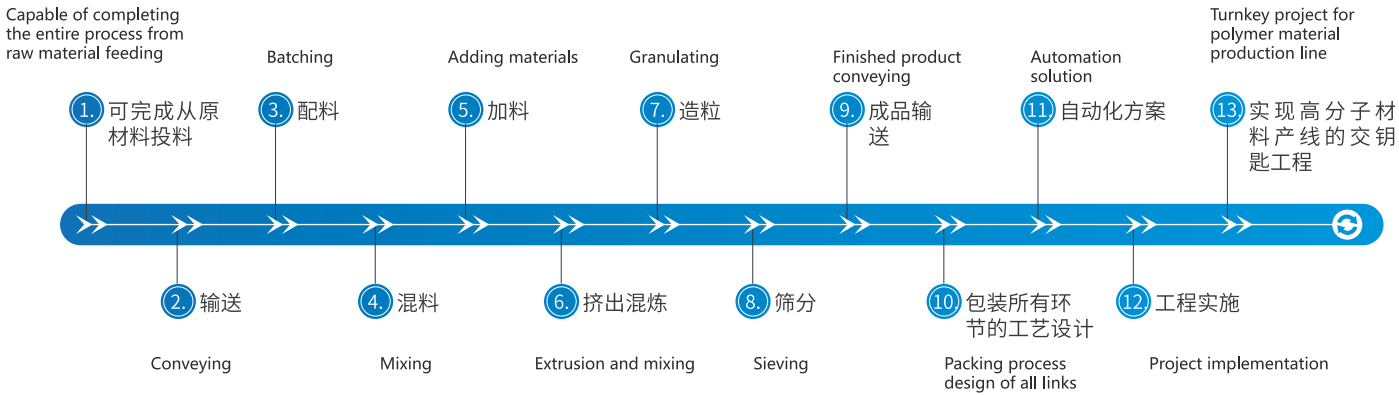 Capable of completing
the entire process from
raw material feeding
1. 可完成从原
材料投料
2. 输送
Conveying
Batching
3. 配料
4. 混料
Mixing
Adding materials
5. 加料
6. 挤出混炼
Extrusion and mixing
Granulating
7. 造粒
8. 筛分
Sieving
Finished product
conveying
9. 成品输
送
10. 包装所有环
节的工艺设计
Packing process
design of all links
Automation
solution
11. 自动化方案
12. 工程实施
Project implementation
Turnkey project for
polymer material
production line
13. 实现高分子材
料产线的交钥
匙工程